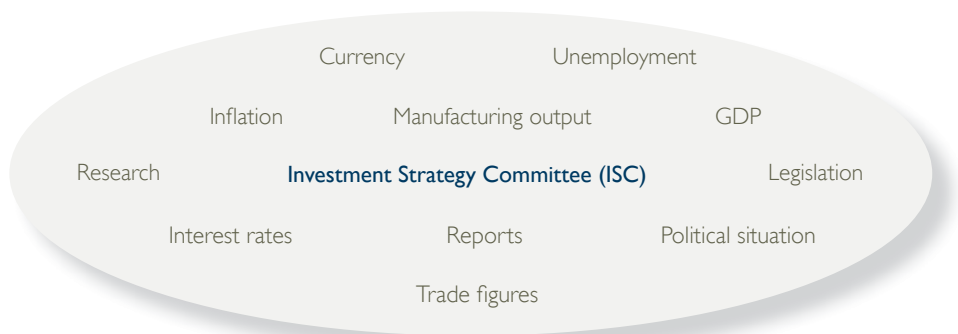 Currency Unemployment
Inflation Manufacturing output GDP
Research Investment Strategy Committee (ISC) Legislation
Interest rates Reports Political situation
Trade figures